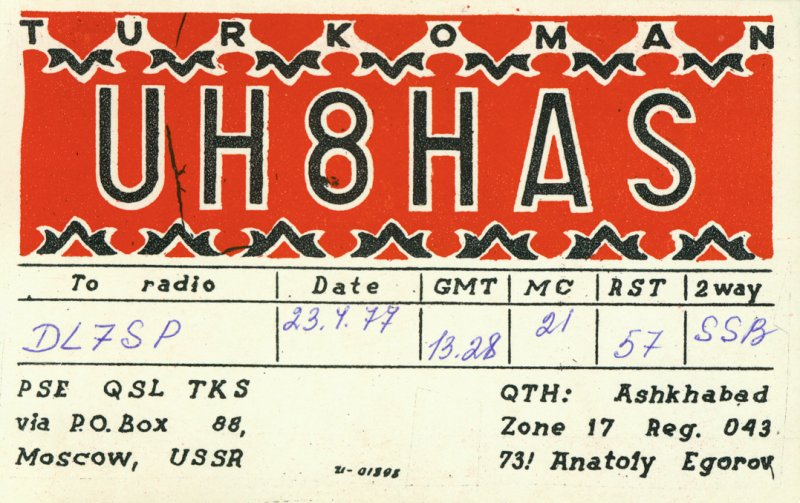 TURKOMAN
UH8HAS
To radio Date GMT MC RST 2way
DL7SP 23.4.77 13.28 21 57 SSB
PSE QSL TKS
via P.O. Box 88,
Moscow, USSR
QTH: Ashkhabad
Zone 17 Reg. 043
73! Anatoly Egorov